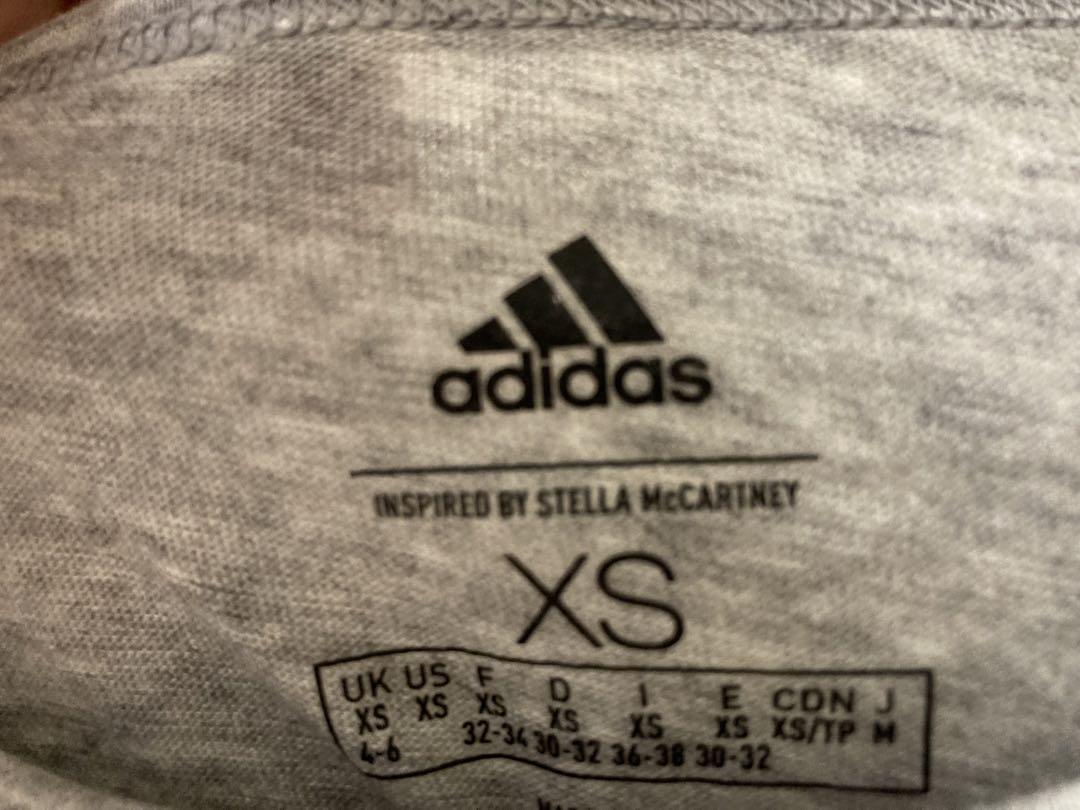 adidas
INSPIRED BY STELLA McCARTNEY
XS
UK US F D I E CDN J
XS XS XS XS XS XS XS/TP M
4-6 32-34 30-32 36-38 30-32